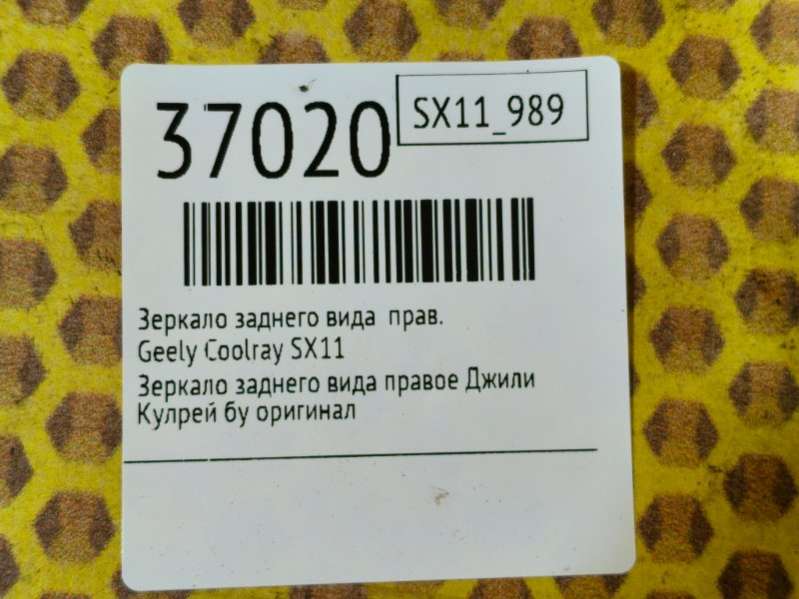 37020
SX11_989
Зеркало заднего вида прав.
Geely Coolray SX11
Зеркало заднего вида правое Джили
Кулрей бу оригинал